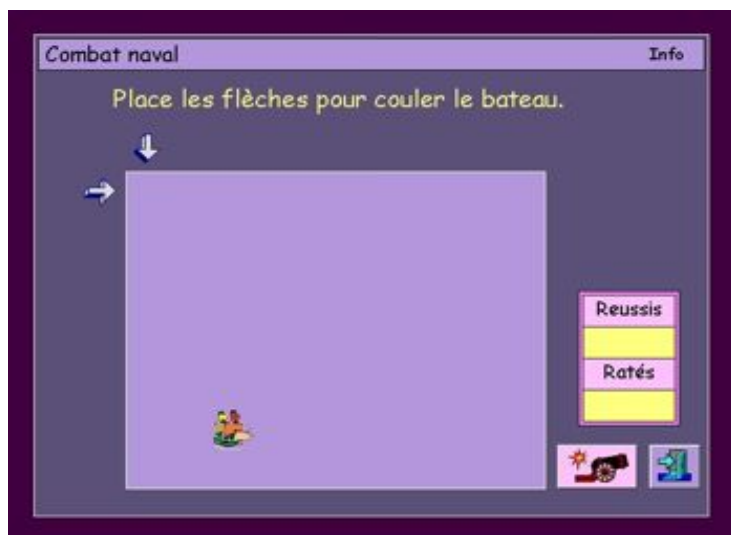 Combat naval
Info
Place les flèches pour couler le bateau.
Reussis
Ratés